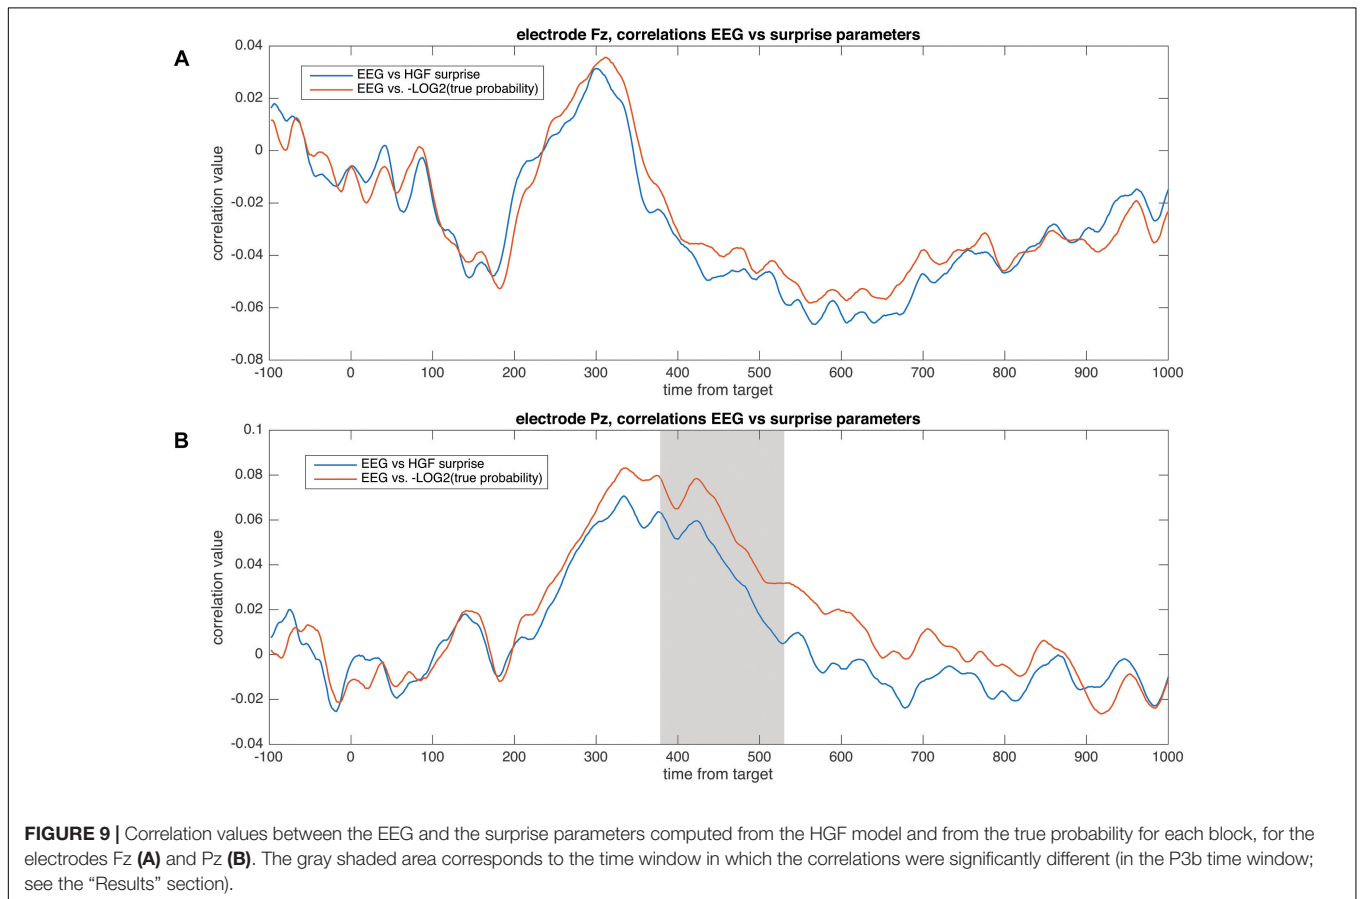 A
electrode Fz, correlations EEG vs surprise parameters
EEG vs HGF surprise
EEG vs. -LOG2(true probability)
correlation value
0.04
0.02
0
-0.02
-0.04
-0.06
-0.08
-100 0 100 200 300 400 500 600 700 800 900 1000
time from target
B
electrode Pz, correlations EEG vs surprise parameters
EEG vs HGF surprise
EEG vs. -LOG2(true probability)
correlation value
0.1
0.08
0.06
0.04
0.02
0
-0.02
-0.04
-100 0 100 200 300 400 500 600 700 800 900 1000
time from target
FIGURE 9 | Correlation values between the EEG and the surprise parameters computed from the HGF model and from the true probability for each block, for the
electrodes Fz (A) and Pz (B). The gray shaded area corresponds to the time window in which the correlations were significantly different (in the P3b time window;
see the “Results” section).